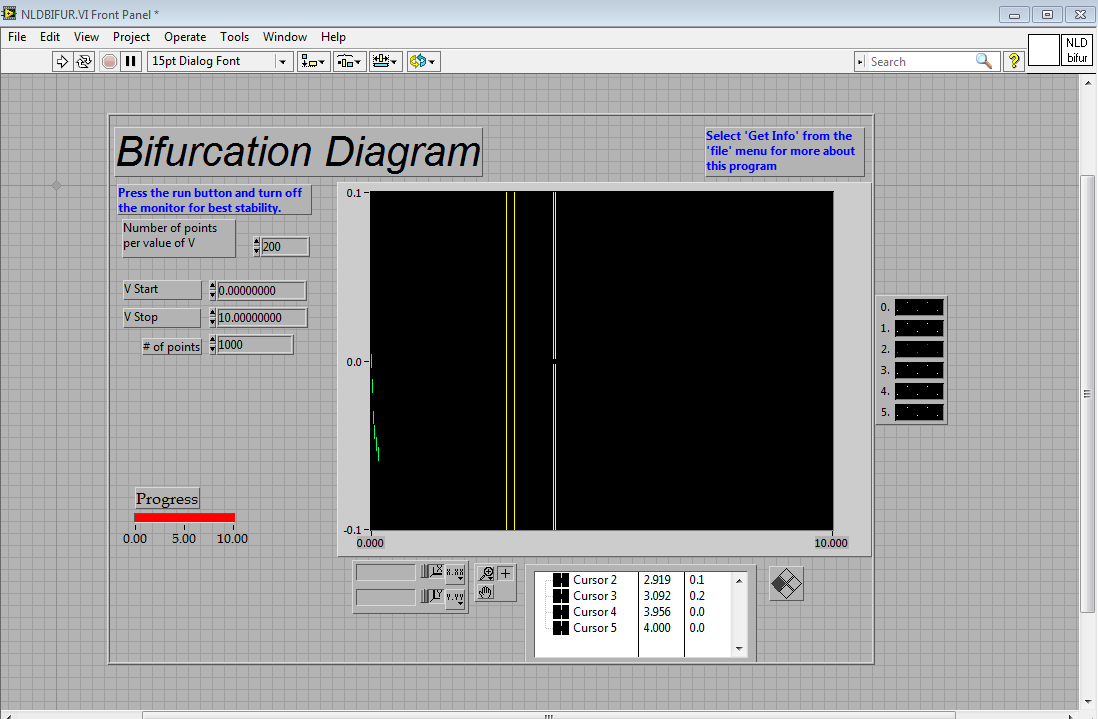 NLDBIFUR.VI Front Panel *
File Edit View Project Operate Tools Window Help
15pt Dialog Font
Search
?
NLD
bifur
Bifurcation Diagram
Select 'Get Info' from the
'file' menu for more about
this program
Press the run button and turn off
the monitor for best stability.
Number of points
per value of V
200
V Start
0.00000000
V Stop
10.00000000
# of points
1000
0.1
0.0
-0.1
0.000
10.000
0.
1.
2.
3.
4.
5.
Progress
0.00 5.00 10.00
X.XX
Y.YY
Cursor 2 2.919 0.1
Cursor 3 3.092 0.2
Cursor 4 3.956 0.0
Cursor 5 4.000 0.0